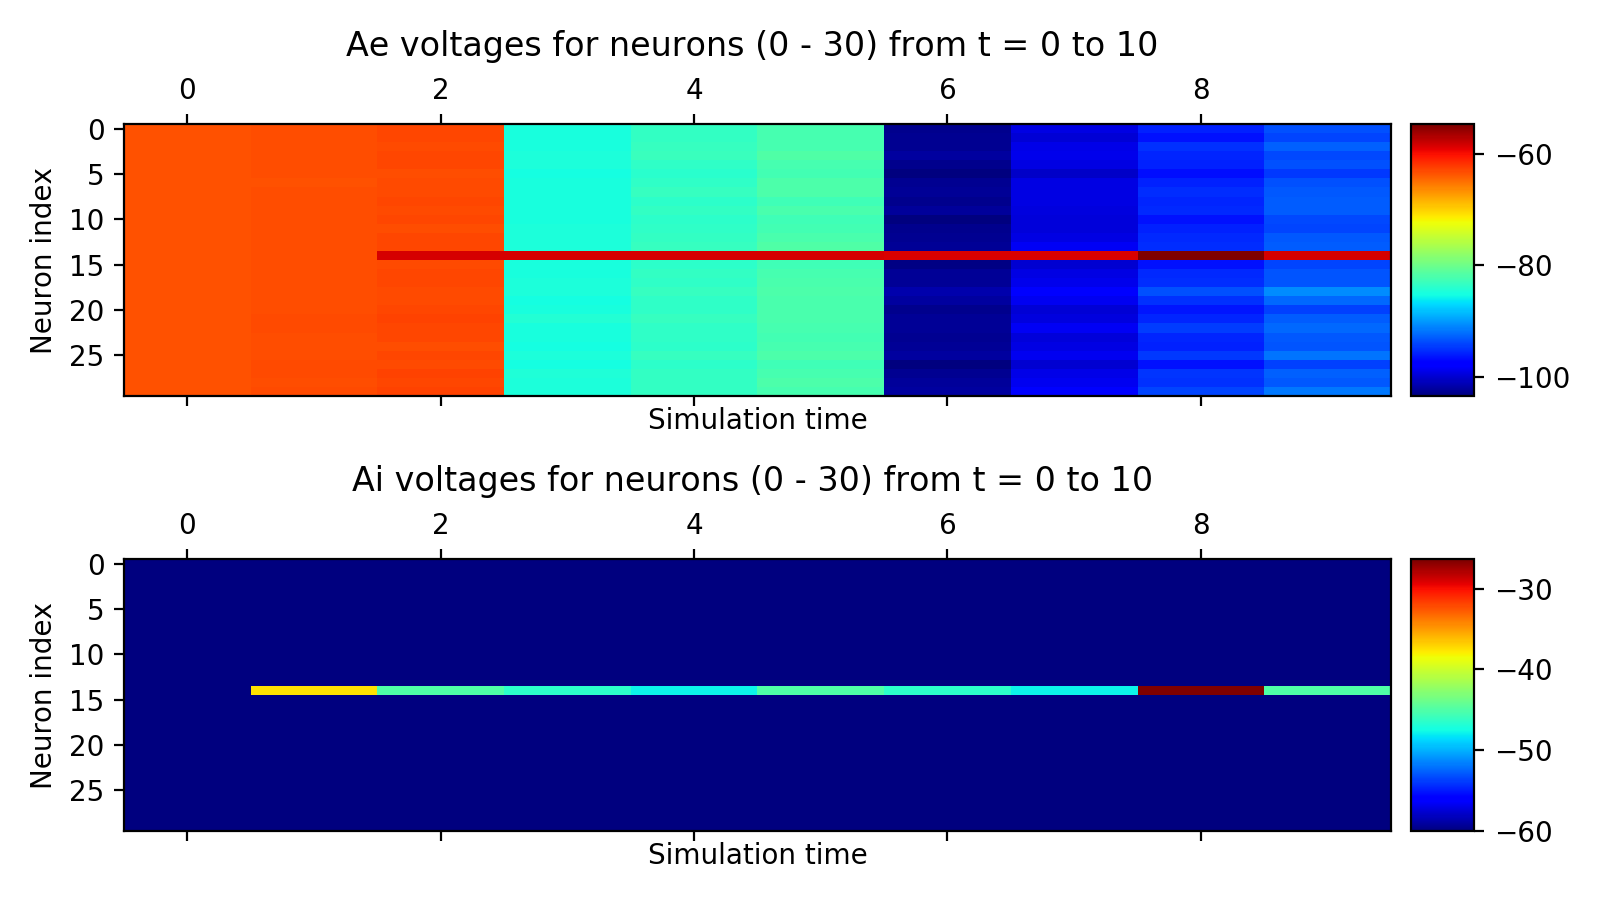 Ae voltages for neurons (0 - 30) from t = 0 to 10
0 2 4 6 8
Neuron index
0
5
10
15
20
25
−60
−80
−100
Simulation time
Ai voltages for neurons (0 - 30) from t = 0 to 10
0 2 4 6 8
Neuron index
0
5
10
15
20
25
−30
−40
−50
−60
Simulation time